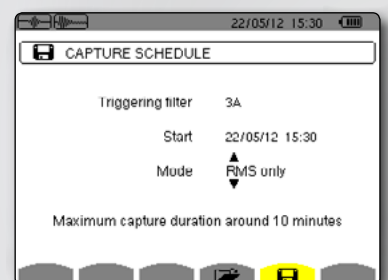 22/05/12 15:30
CAPTURE SCHEDULE
Triggering filter 3A
Start 22/05/12 15:30
Mode RMS only
Maximum capture duration around 10 minutes